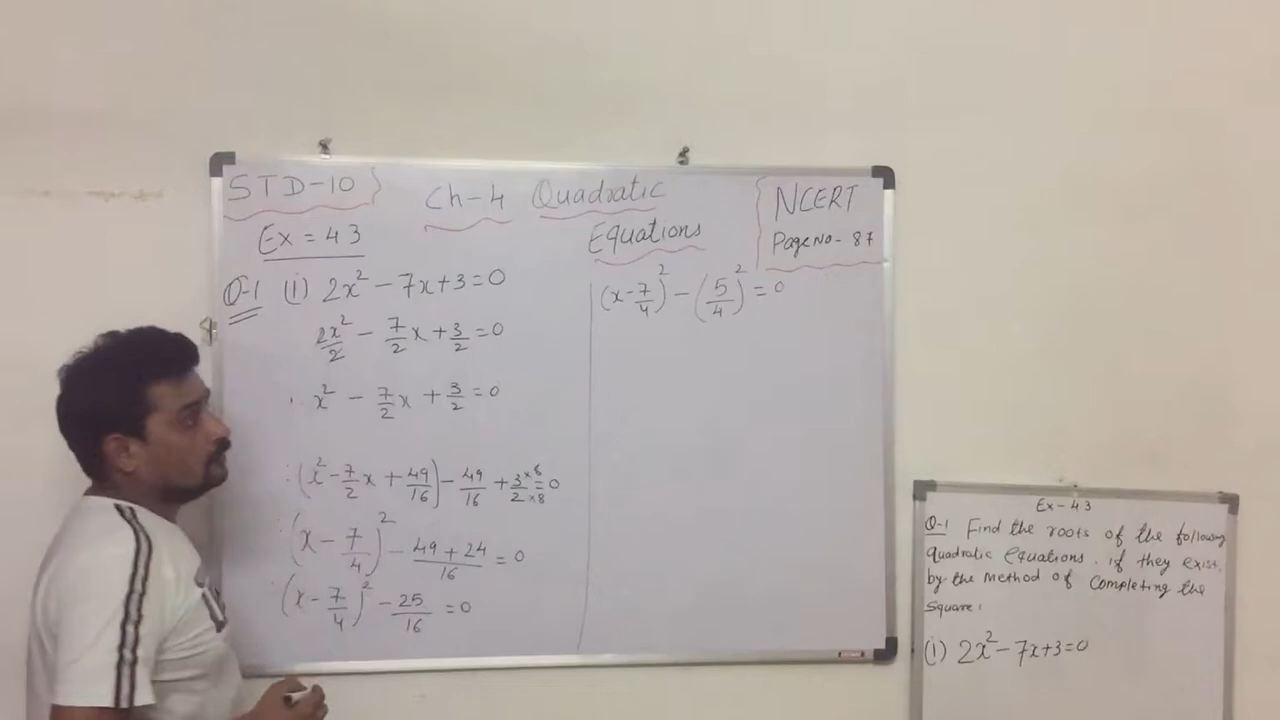 STD-10
Ch-4 Quadratic
Equations
NCERT
Page No - 87
Ex = 4 3
Q-1 (i) 2x² - 7x + 3 = 0
2x²/2 - 7/2 x + 3/2 = 0
x² - 7/2 x + 3/2 = 0
(x² - 7/2 x + 49/16) - 49/16 + 3×8/2×8 = 0
(x - 7/4)² - 49 + 24/16 = 0
(x - 7/4)² - 25/16 = 0
(x - 7/4)² - (5/4)² = 0
Ex - 4 3
Q-1 Find the roots of the following
quadratic equations, if they exist,
by the method of completing the
square:
(i) 2x² - 7x + 3 = 0